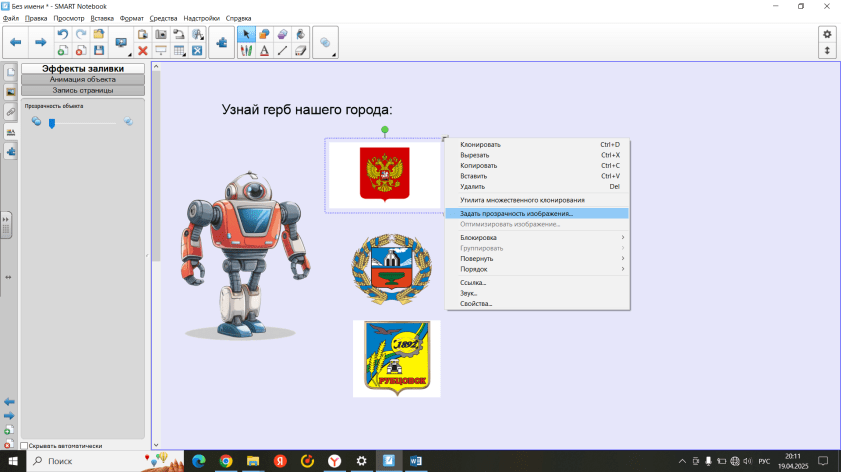 Без имени * - SMART Notebook
Файл Правка Просмотр Вставка Формат Средства Надстройки Справка
Эффекты заливки
Анимация объекта
Запись страницы
Прозрачность объекта
Узнай герб нашего города:
Клонировать Ctrl+D
Вырезать Ctrl+X
Копировать Ctrl+C
Вставить Ctrl+V
Удалить Del
Утилита множественного клонирования
Задать прозрачность изображения...
Оптимизировать изображение...
Блокировка
Группировать
Повернуть
Порядок
Ссылка...
Звук...
Свойства...
1892
РУБЦОВСК
Скрывать автоматически
Поиск
РУС
20:11
19.04.2025